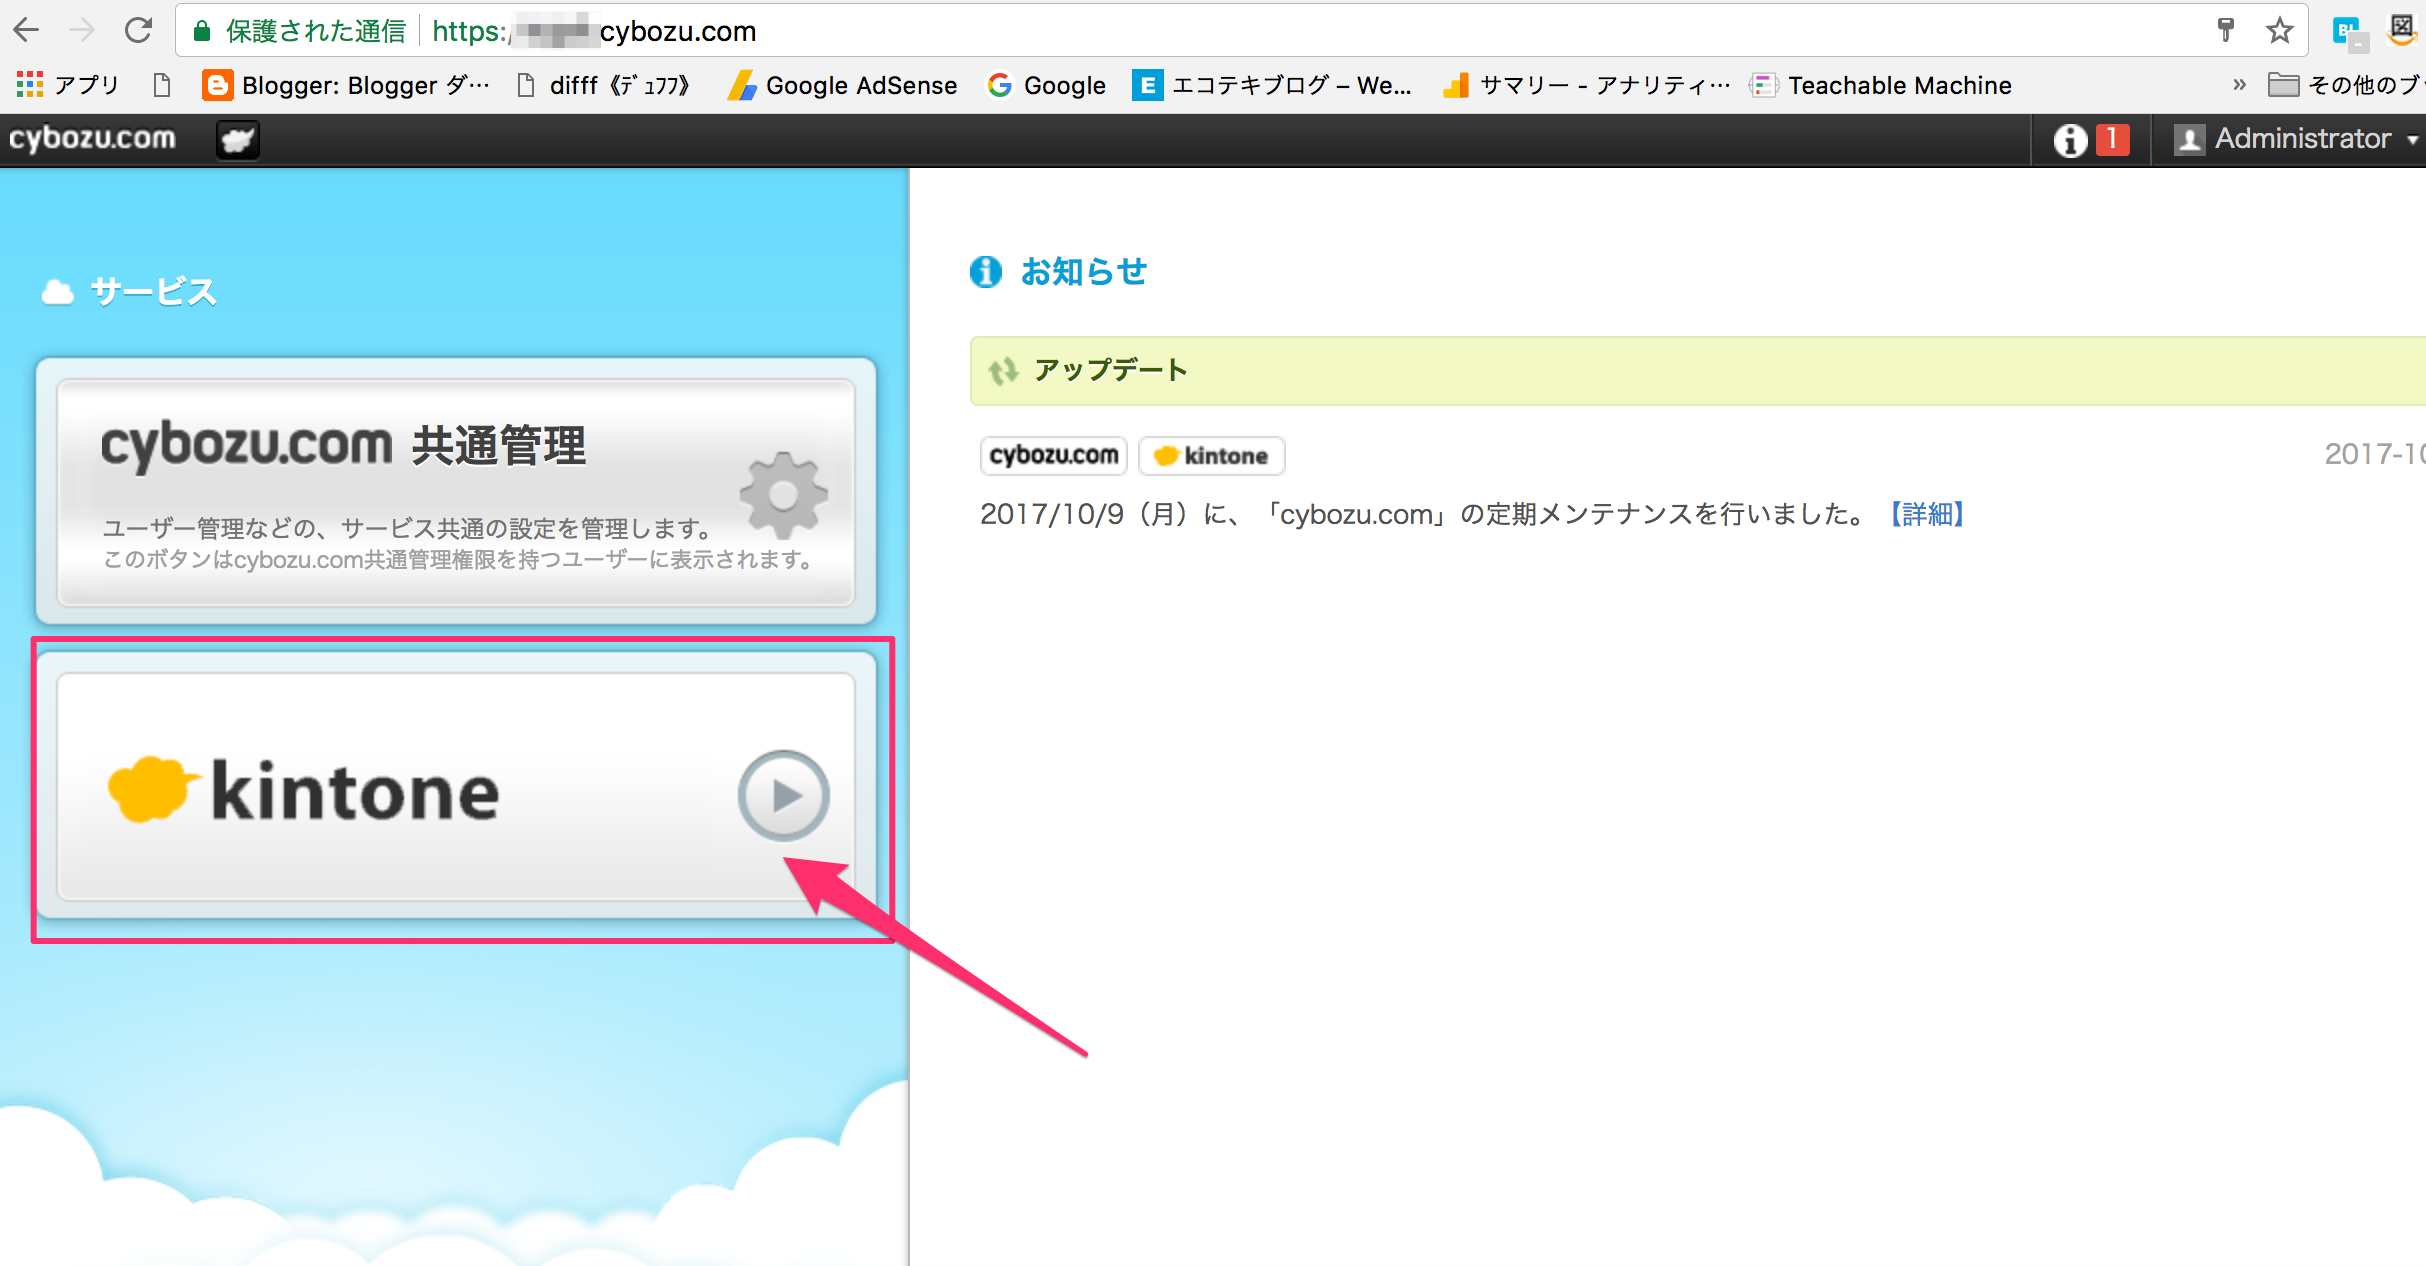 保護された通信 https:/ cybozu.com
アプリ Blogger: Blogger ダ… difff《ﾃﾞｭﾌﾌ》 Google AdSense Google エコテキブログ – We... サマリー - アナリティ… Teachable Machine » その他のブ
cybozu.com 1 Administrator
サービス
cybozu.com 共通管理
ユーザー管理などの、サービス共通の設定を管理します。
このボタンはcybozu.com共通管理権限を持つユーザーに表示されます。
kintone
お知らせ
アップデート
cybozu.com kintone 2017-10
2017/10/9（月）に、「cybozu.com」の定期メンテナンスを行いました。【詳細】